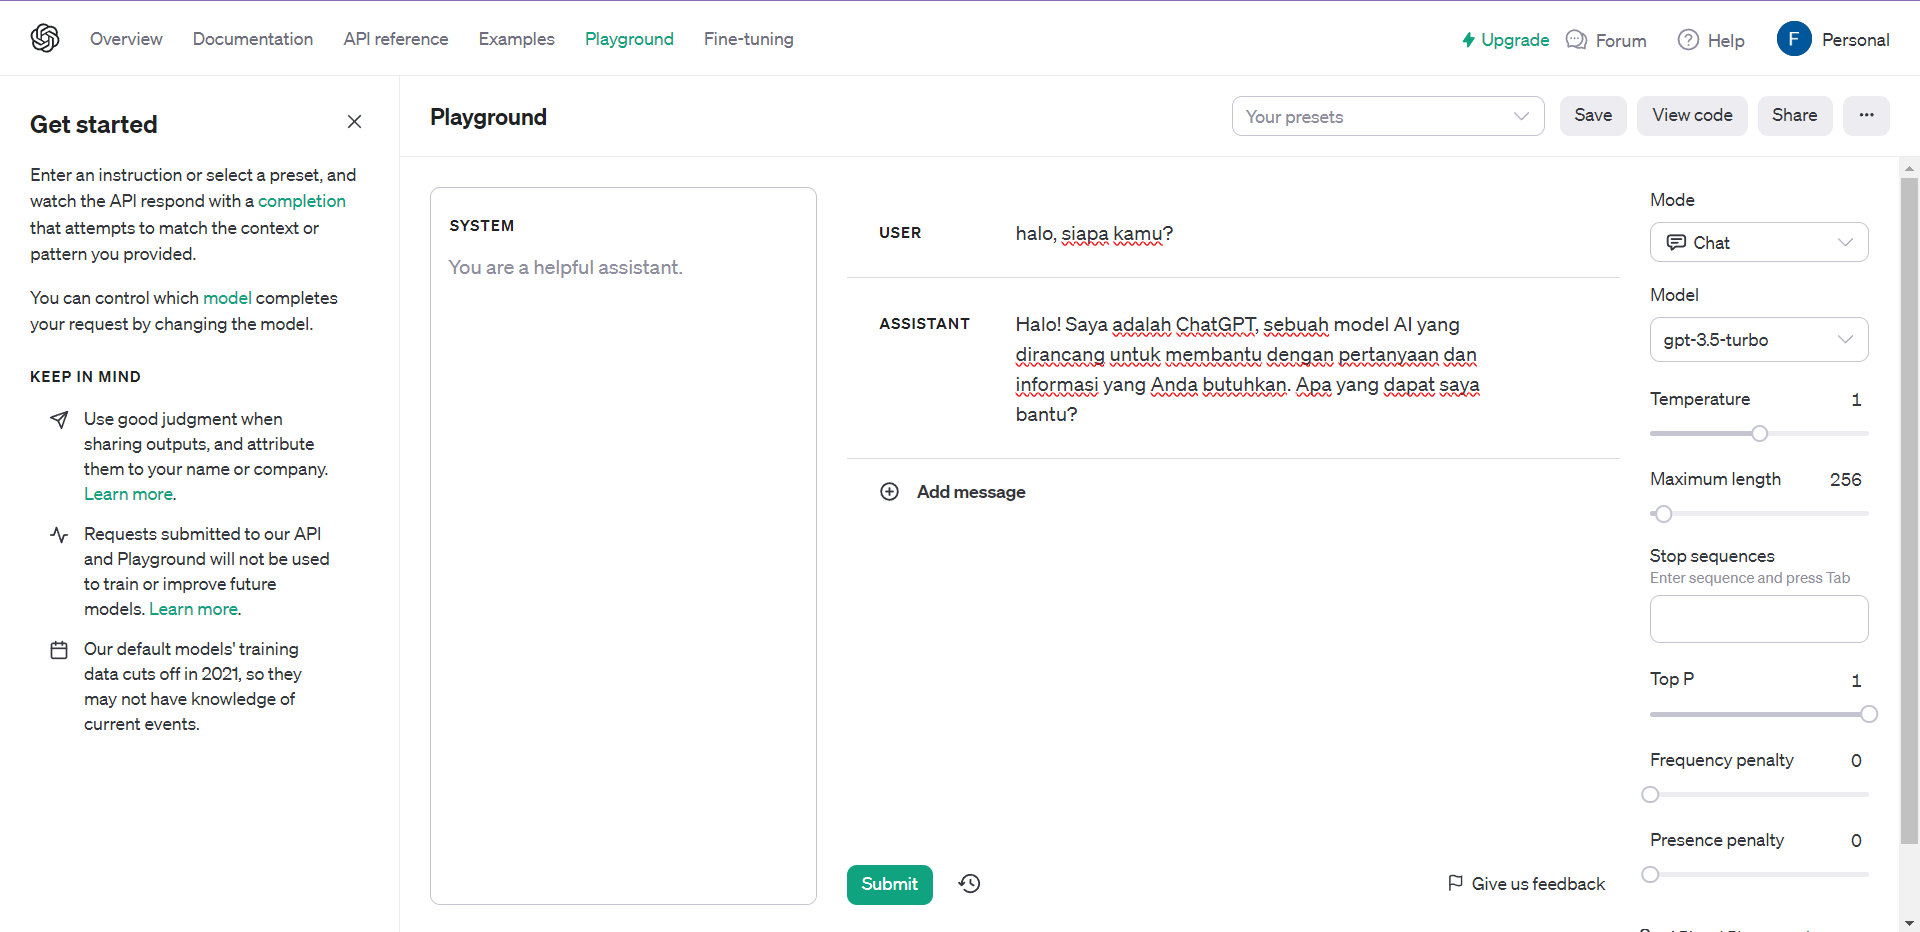 Overview Documentation API reference Examples Playground Fine-tuning Upgrade Forum Help F Personal
Get started
Enter an instruction or select a preset, and
watch the API respond with a completion
that attempts to match the context or
pattern you provided.
You can control which model completes
your request by changing the model.
KEEP IN MIND
Use good judgment when
sharing outputs, and attribute
them to your name or company.
Learn more.
Requests submitted to our API
and Playground will not be used
to train or improve future
models. Learn more.
Our default models' training
data cuts off in 2021, so they
may not have knowledge of
current events.
Playground Your presets Save View code Share ...
SYSTEM
You are a helpful assistant.
USER halo, siapa kamu?
ASSISTANT Halo! Saya adalah ChatGPT, sebuah model AI yang
dirancang untuk membantu dengan pertanyaan dan
informasi yang Anda butuhkan. Apa yang dapat saya
bantu?
Add message
Submit
Give us feedback
Mode
Chat
Model
gpt-3.5-turbo
Temperature 1
Maximum length 256
Stop sequences
Enter sequence and press Tab
Top P 1
Frequency penalty 0
Presence penalty 0